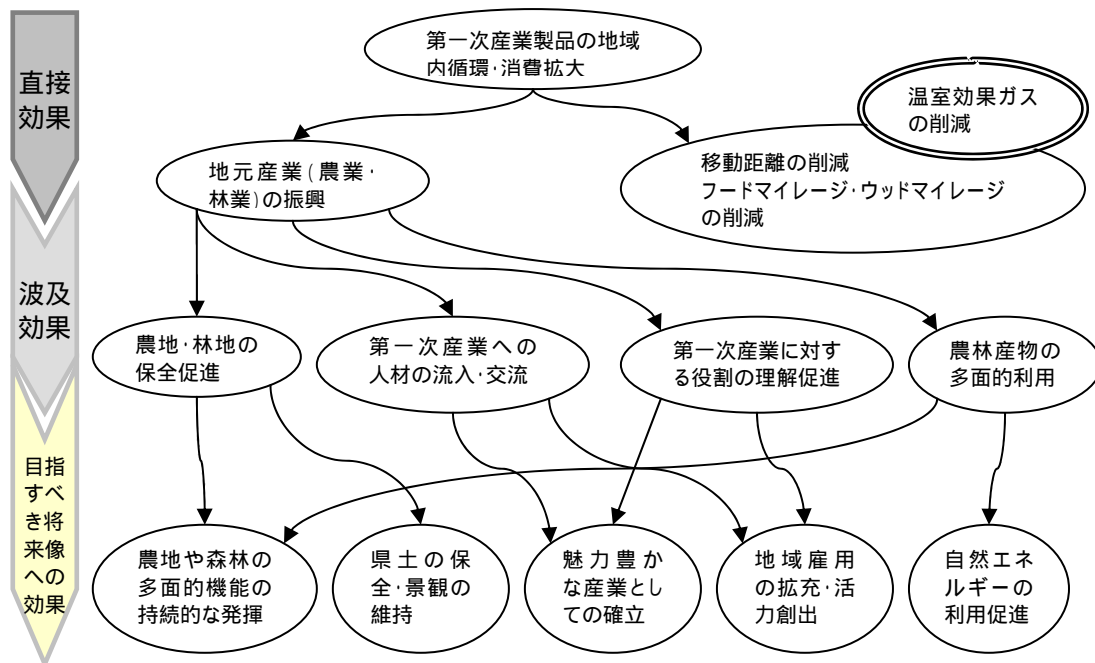 直接
効果
波及
効果
目指
すべ
き将
来像
への
効果
第一次産業製品の地域
内循環・消費拡大
温室効果ガス
の削減
地元産業(農業・
林業)の振興
移動距離の削減
フードマイレージ・ウッドマイレージ
の削減
農地・林地の
保全促進
第一次産業への
人材の流入・交流
第一次産業に対す
る役割の理解促進
農林産物の
多面的利用
農地や森林の
多面的機能の
持続的な発揮
県土の保
全・景観の
維持
魅力豊か
な産業とし
ての確立
地域雇用
の拡充・活
力創出
自然エネ
ルギーの
利用促進